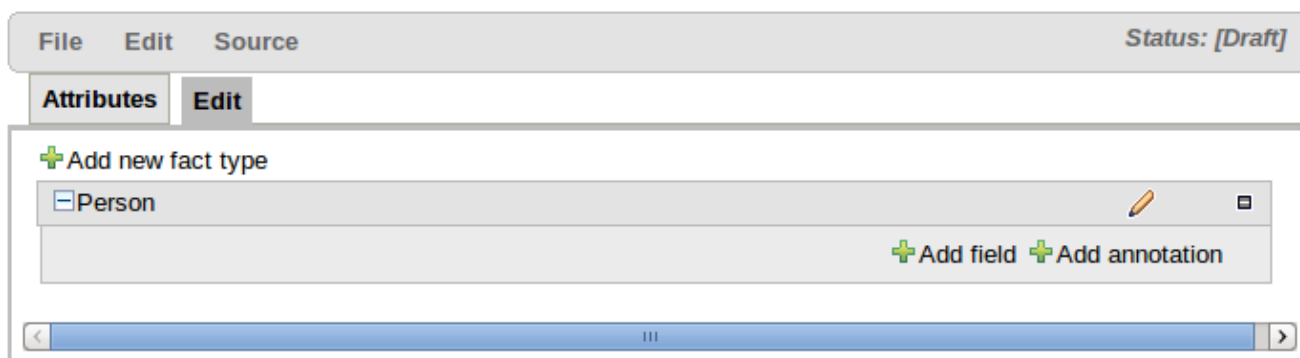 File Edit Source Status: [Draft]
Attributes Edit
Add new fact type
Person
Add field Add annotation